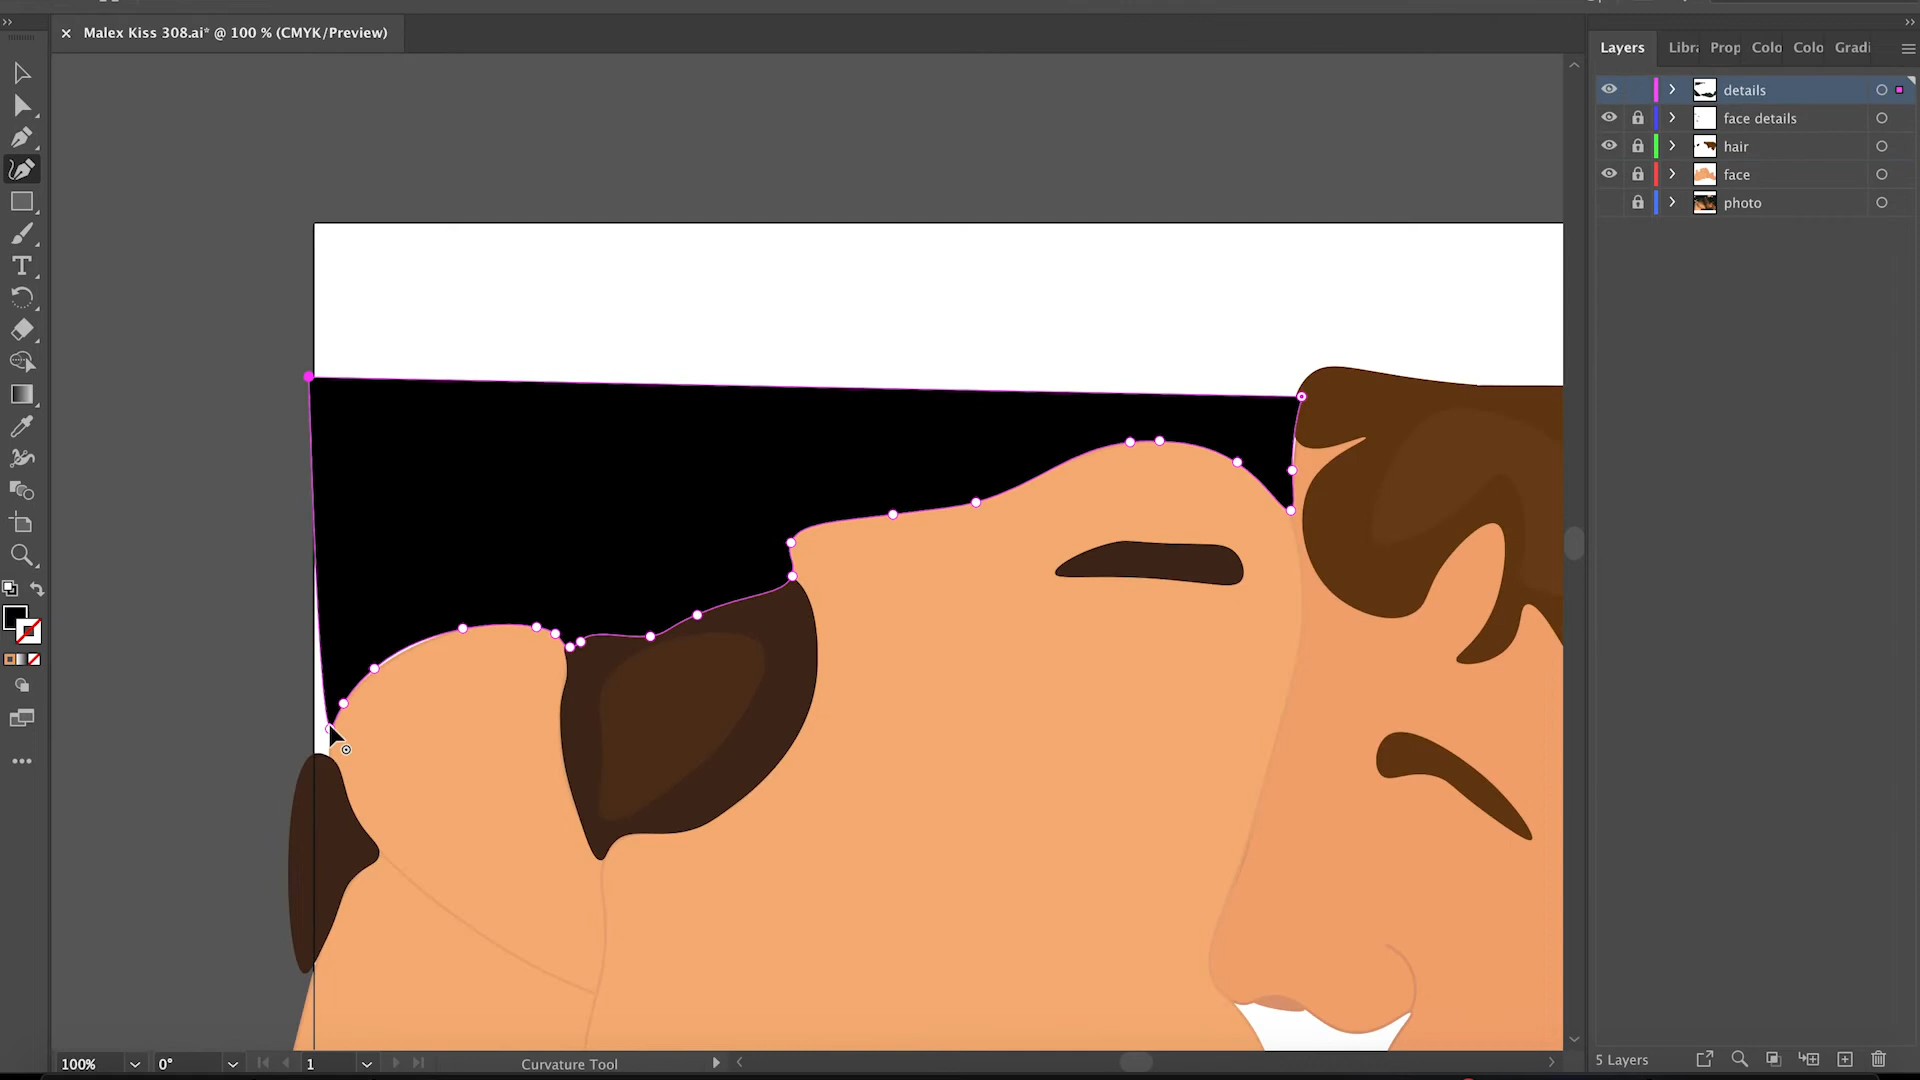 Malex Kiss 308.ai* @ 100 % (CMYK/Preview)
Layers
Libra
Prop
Colo
Colo
Gradi
details
face details
hair
face
photo
5 Layers
100%
0°
1
Curvature Tool